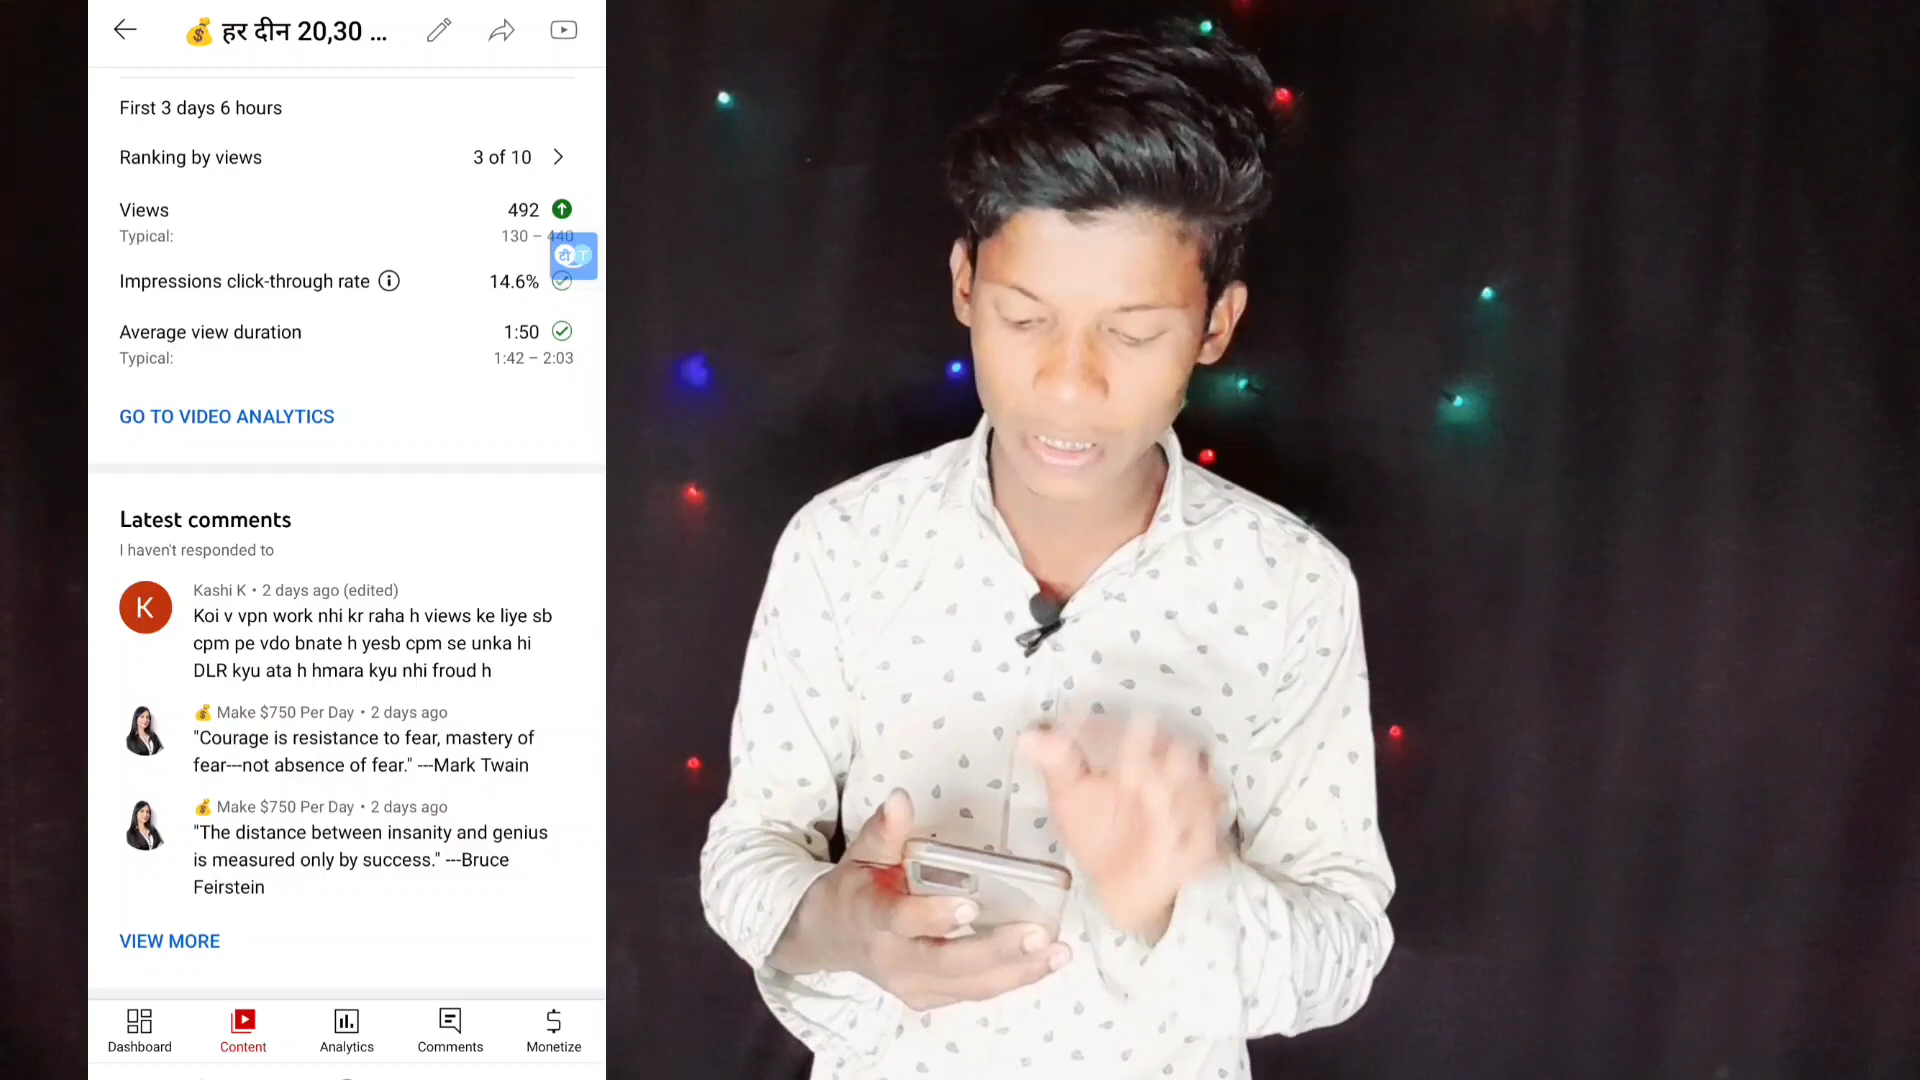 💰 हर दीन 20,30 ...
First 3 days 6 hours
Ranking by views 3 of 10
Views 492
Typical: 130 – 440
Impressions click-through rate 14.6%
Average view duration 1:50
Typical: 1:42 – 2:03
GO TO VIDEO ANALYTICS
Latest comments
I haven't responded to
K
Kashi K • 2 days ago (edited)
Koi v vpn work nhi kr raha h views ke liye sb
cpm pe vdo bnate h yesb cpm se unka hi
DLR kyu ata h hmara kyu nhi froud h
💰 Make $750 Per Day • 2 days ago
"Courage is resistance to fear, mastery of
fear---not absence of fear." ---Mark Twain
💰 Make $750 Per Day • 2 days ago
"The distance between insanity and genius
is measured only by success." ---Bruce
Feirstein
VIEW MORE
Dashboard Content Analytics Comments Monetize